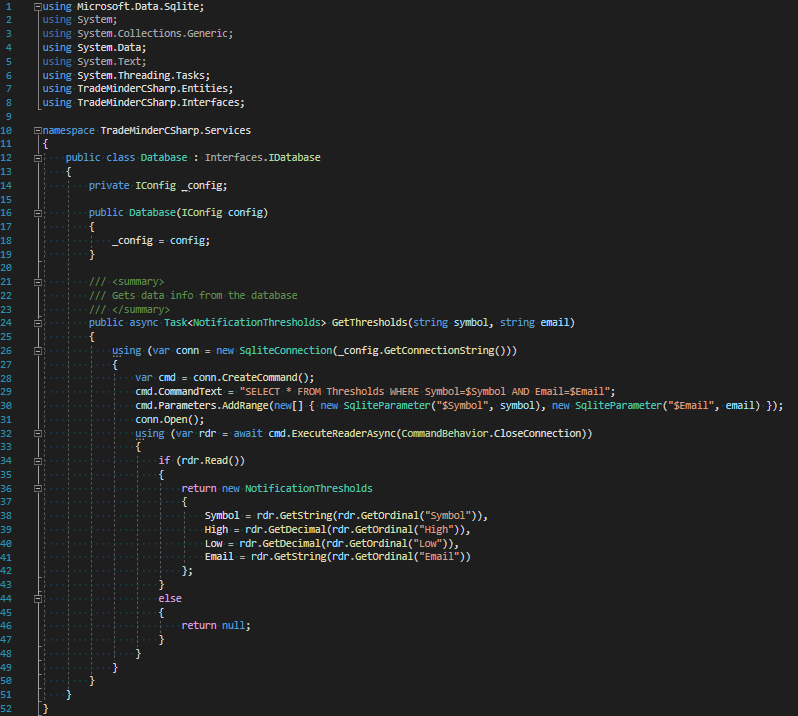 1 using Microsoft.Data.Sqlite;
2 using System;
3 using System.Collections.Generic;
4 using System.Data;
5 using System.Text;
6 using System.Threading.Tasks;
7 using TradeMinderCSharp.Entities;
8 using TradeMinderCSharp.Interfaces;
9
10 namespace TradeMinderCSharp.Services
11 {
12     public class Database : Interfaces.IDatabase
13     {
14         private IConfig _config;
15
16         public Database(IConfig config)
17         {
18             _config = config;
19         }
20
21         /// <summary>
22         /// Gets data info from the database
23         /// </summary>
24         public async Task<NotificationThresholds> GetThresholds(string symbol, string email)
25         {
26             using (var conn = new SqliteConnection(_config.GetConnectionString()))
27             {
28                 var cmd = conn.CreateCommand();
29                 cmd.CommandText = "SELECT * FROM Thresholds WHERE Symbol=$Symbol AND Email=$Email";
30                 cmd.Parameters.AddRange(new[] { new SqliteParameter("$Symbol", symbol), new SqliteParameter("$Email", email) });
31                 conn.Open();
32                 using (var rdr = await cmd.ExecuteReaderAsync(CommandBehavior.CloseConnection))
33                 {
34                     if (rdr.Read())
35                     {
36                         return new NotificationThresholds
37                         {
38                             Symbol = rdr.GetString(rdr.GetOrdinal("Symbol")),
39                             High = rdr.GetDecimal(rdr.GetOrdinal("High")),
40                             Low = rdr.GetDecimal(rdr.GetOrdinal("Low")),
41                             Email = rdr.GetString(rdr.GetOrdinal("Email"))
42                         };
43                     }
44                     else
45                     {
46                         return null;
47                     }
48                 }
49             }
50         }
51     }
52 }